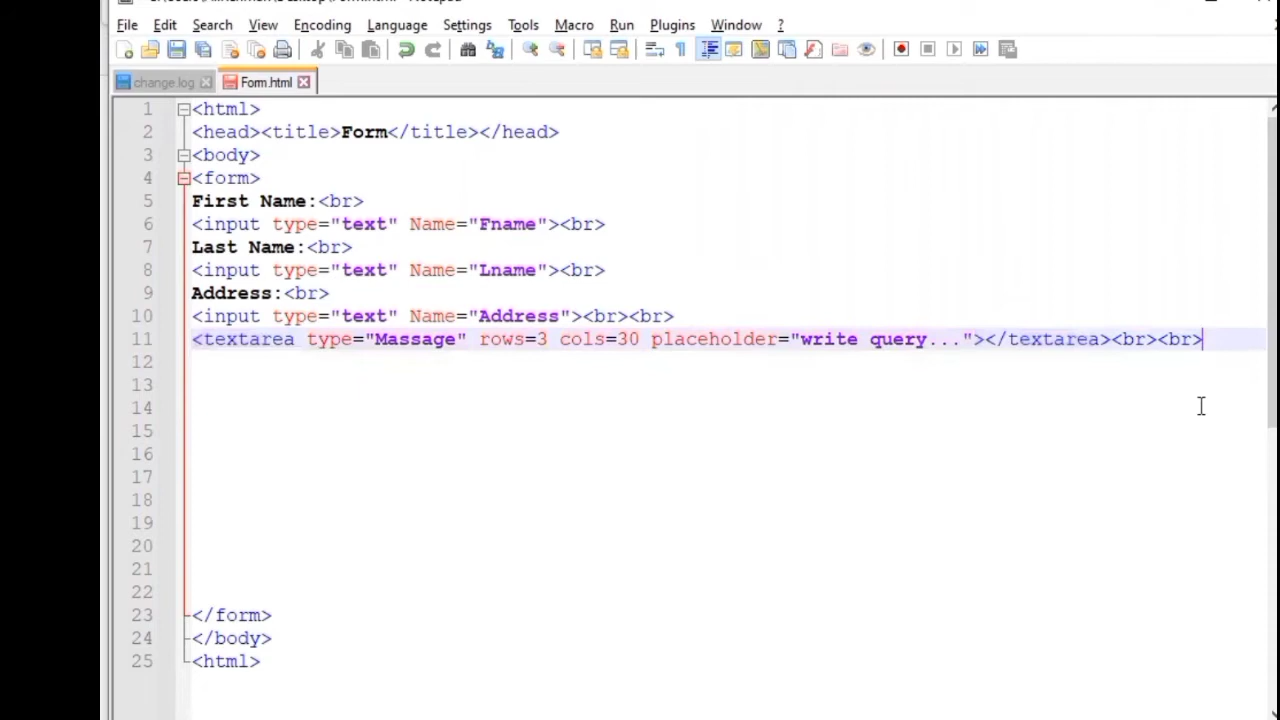 File Edit Search View Encoding Language Settings Tools Macro Run Plugins Window ?
change.log Form.html
1 <html>
2 <head><title>Form</title></head>
3 <body>
4 <form>
5 First Name:<br>
6 <input type="text" Name="Fname"><br>
7 Last Name:<br>
8 <input type="text" Name="Lname"><br>
9 Address:<br>
10 <input type="text" Name="Address"><br><br>
11 <textarea type="Massage" rows=3 cols=30 placeholder="write query..."></textarea><br><br>
12
13
14
15
16
17
18
19
20
21
22
23 </form>
24 </body>
25 <html>